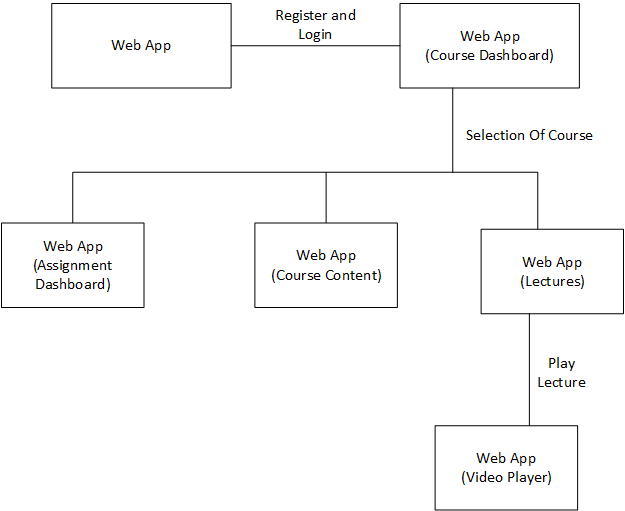 Web App
Register and
Login
Web App
(Course Dashboard)
Selection Of Course
Web App
(Assignment
Dashboard)
Web App
(Course Content)
Web App
(Lectures)
Play
Lecture
Web App
(Video Player)